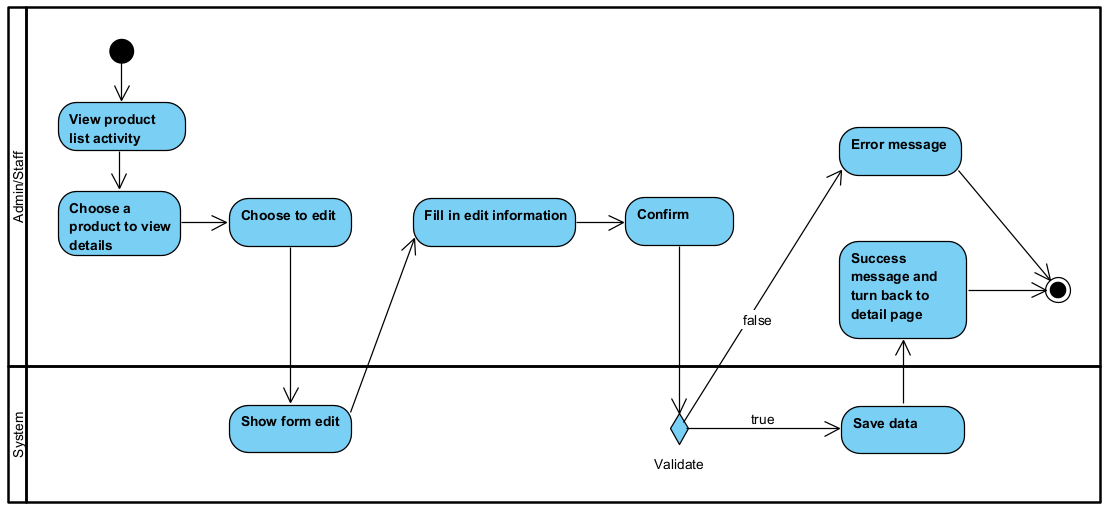 Admin/Staff
View product
list activity
Choose a
product to view
details
Choose to edit
Fill in edit information
Confirm
Error message
Success
message and
turn back to
detail page
false
System
Show form edit
true
Save data
Validate